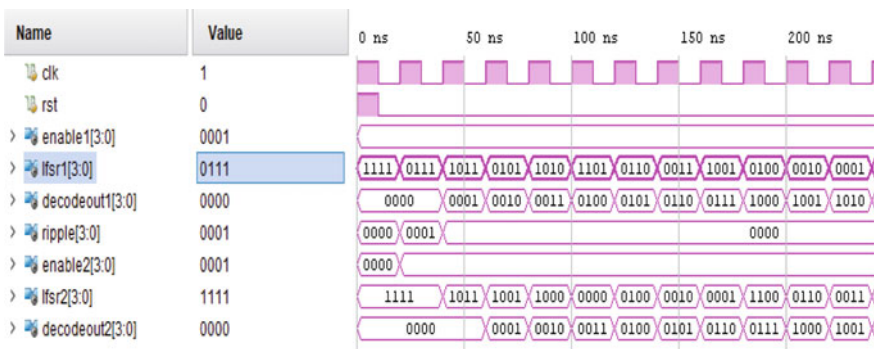 Name Value 0 ns 50 ns 100 ns 150 ns 200 ns
clk 1
rst 0
enable1[3:0] 0001
lfsr1[3:0] 0111 1111 0111 1011 0101 1010 1101 0110 0011 1001 0100 0010 0001
decodeout1[3:0] 0000 0000 0001 0010 0011 0100 0101 0110 0111 1000 1001 1010
ripple[3:0] 0001 0000 0001 0000
enable2[3:0] 0001 0000
lfsr2[3:0] 1111 1111 1011 1001 1000 0000 0100 0010 0001 1100 0110 0011
decodeout2[3:0] 0000 0000 0001 0010 0011 0100 0101 0110 0111 1000 1001